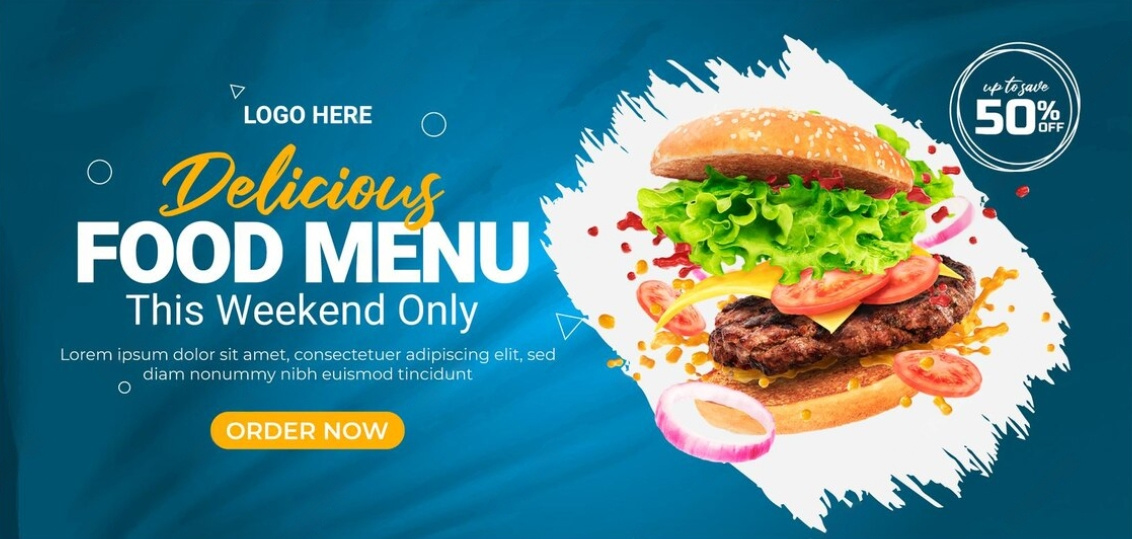 LOGO HERE
Delicious
FOOD MENU
This Weekend Only
Lorem ipsum dolor sit amet, consectetuer adipiscing elit, sed
diam nonummy nibh euismod tincidunt
ORDER NOW
up to save
50% OFF